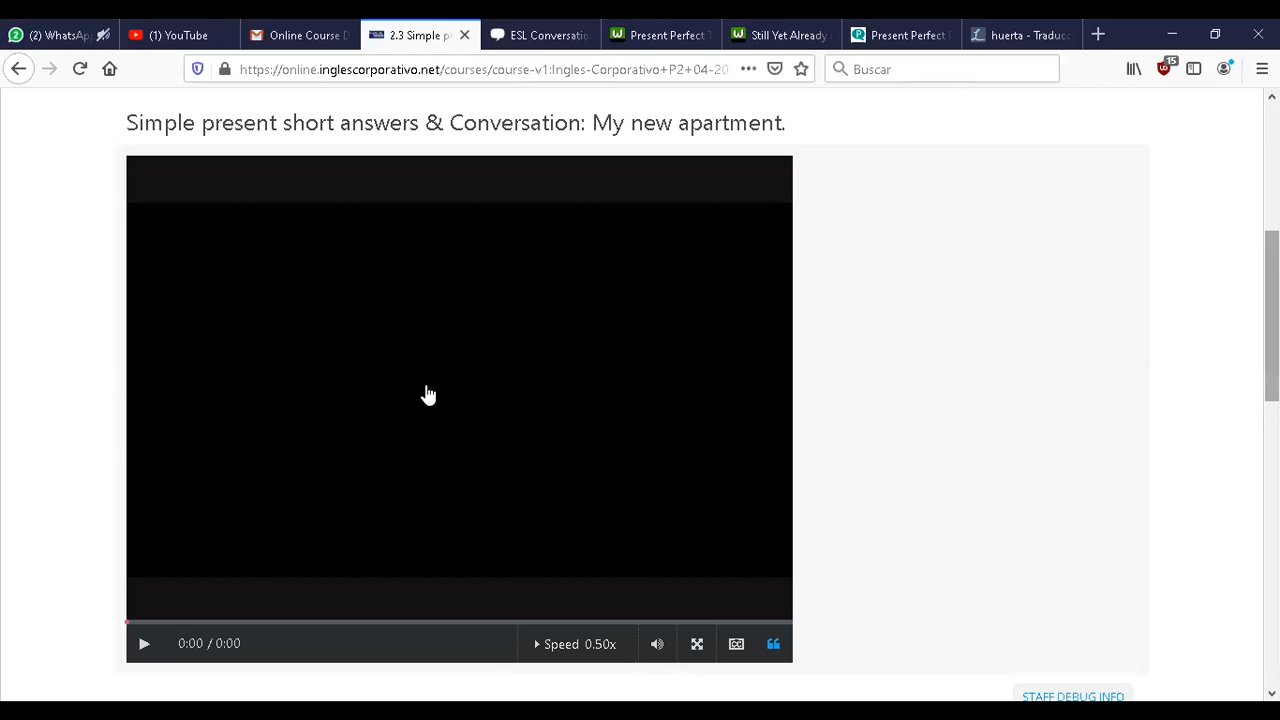 (2) WhatsApp
(1) YouTube
Online Course D
2.3 Simple p
ESL Conversatio
Present Perfect T
Still Yet Already
Present Perfect
huerta - Traducc
https://online.inglescorporativo.net/courses/course-v1:Ingles-Corporativo+P2+04-20
Buscar
15
Simple present short answers & Conversation: My new apartment.
0:00 / 0:00
Speed 0.50x
CC
STAFF DEBUG INFO